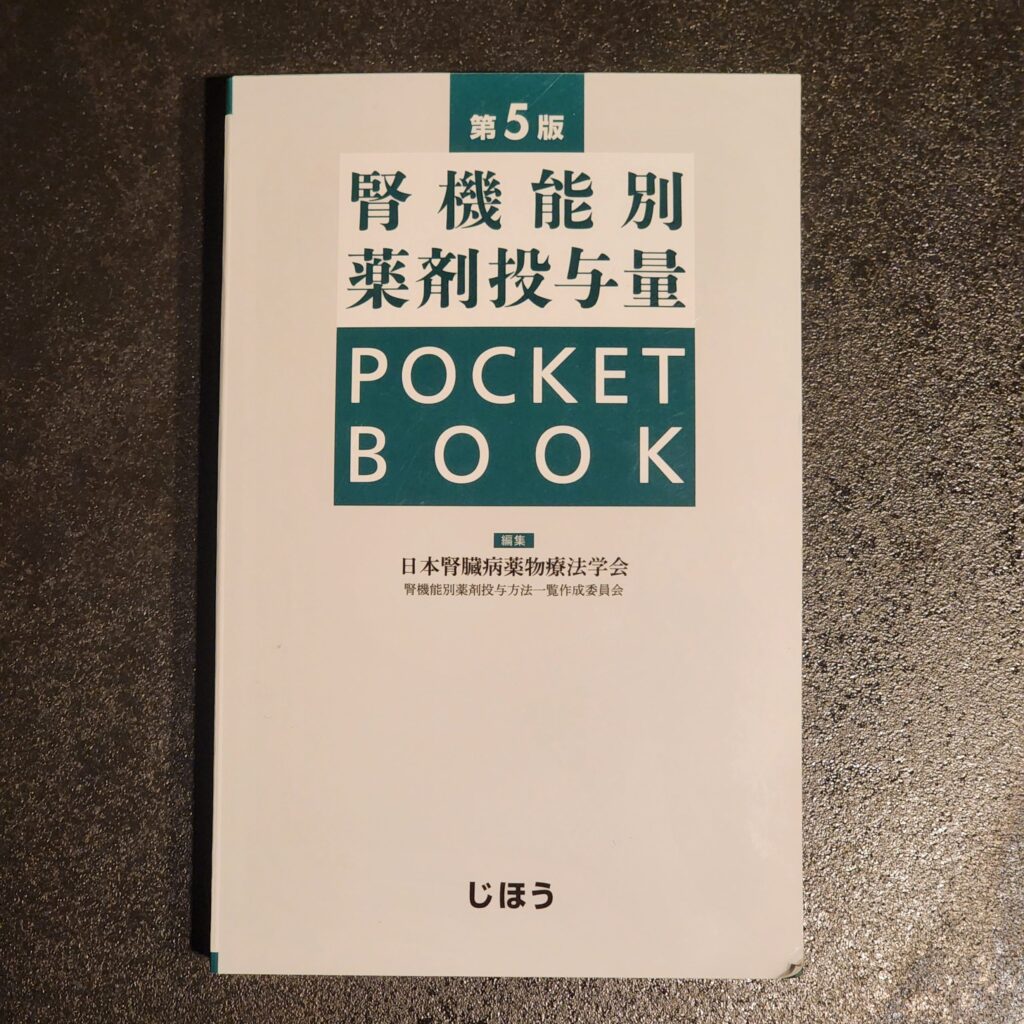 第5版
腎機能別
薬剤投与量
POCKET
BOOK
編集
日本腎臓病薬物療法学会
腎機能別薬剤投与方法一覧作成委員会
じほう